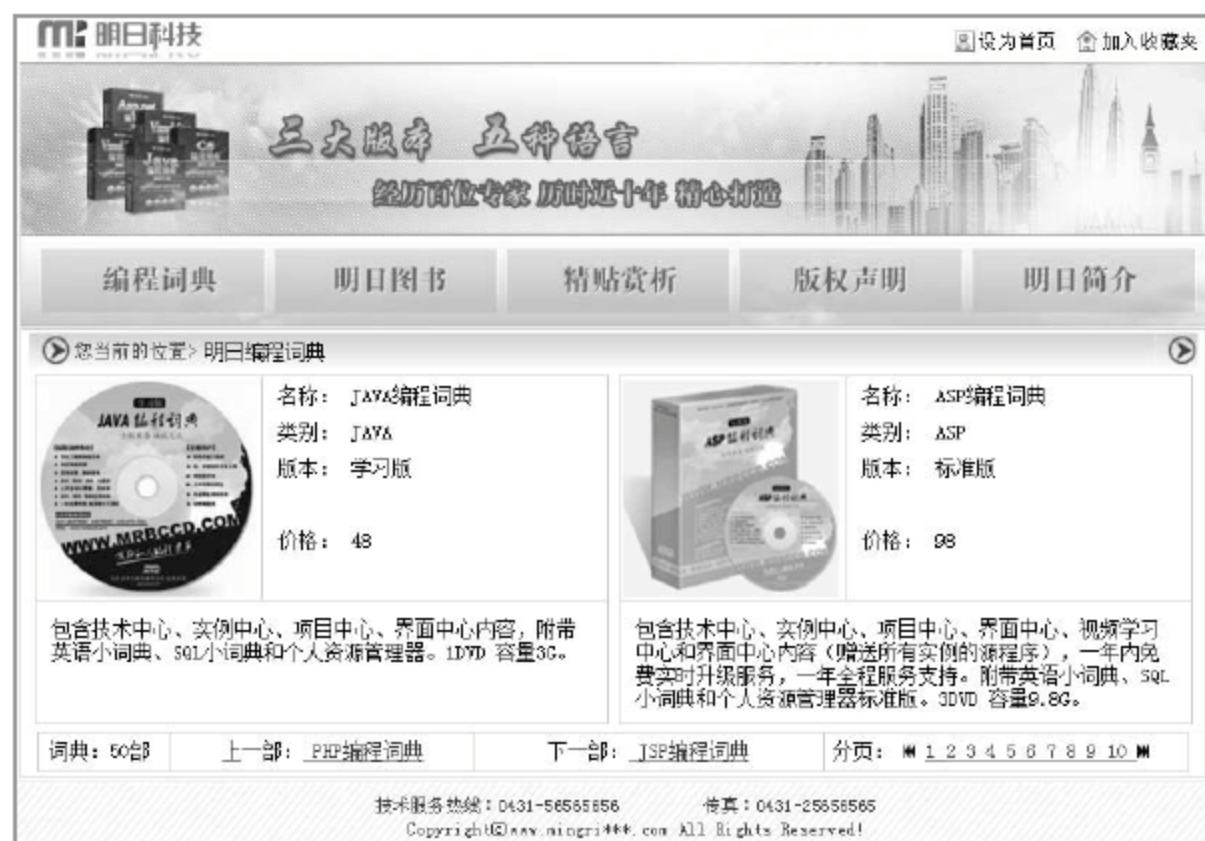 明日科技
设为首页 加入收藏夹
三大版本 五种语言
经历百位专家 历时近十年 精心打造
编程词典 明日图书 精贴赏析 版权声明 明日简介
您当前的位置> 明日编程词典
JAVA 编程词典
WWW.MRBCCD.COM
名称： JAVA编程词典
类别： JAVA
版本： 学习版
价格： 48
ASP 编程词典
名称： ASP编程词典
类别： ASP
版本： 标准版
价格： 98
包含技术中心、实例中心、项目中心、界面中心内容，附带
英语小词典、SQL小词典和个人资源管理器。1DVD 容量3G。
包含技术中心、实例中心、项目中心、界面中心、视频学习
中心和界面中心内容（赠送所有实例的源程序），一年内免
费实时升级服务，一年全程服务支持。附带英语小词典、SQL
小词典和个人资源管理器标准版。3DVD 容量9.8G。
词典：50部 上一部： PHP编程词典 下一部： JSP编程词典 分页： 1 2 3 4 5 6 7 8 9 10
技术服务热线：0431-56565656 传真：0431-25656565
Copyright©www.mingri***.com All Rights Reserved!